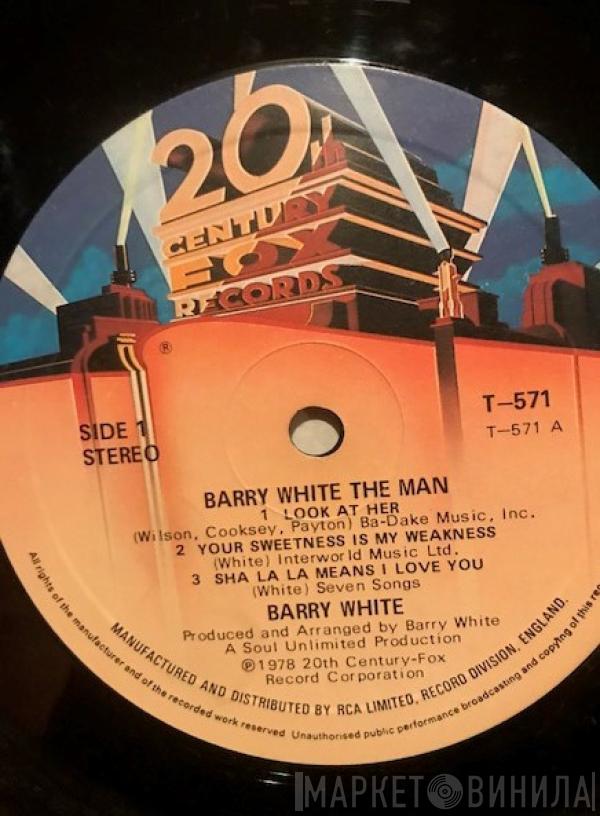 20th
CENTURY
FOX
RECORDS
®
SIDE 1
STEREO
T-571
T-571 A
BARRY WHITE THE MAN
1 LOOK AT HER
(Wilson, Cooksey, Payton) Ba-Dake Music, Inc.
2 YOUR SWEETNESS IS MY WEAKNESS
(White) Interworld Music Ltd.
3 SHA LA LA MEANS I LOVE YOU
(White) Seven Songs
BARRY WHITE
Produced and Arranged by Barry White
A Soul Unlimited Production
℗1978 20th Century-Fox
Record Corporation
MANUFACTURED AND DISTRIBUTED BY RCA LIMITED, RECORD DIVISION, ENGLAND.
All rights of the manufacturer and of the recorded work reserved Unauthorised public performance broadcasting and copying of this
МАРКЕТ ВИНИЛА